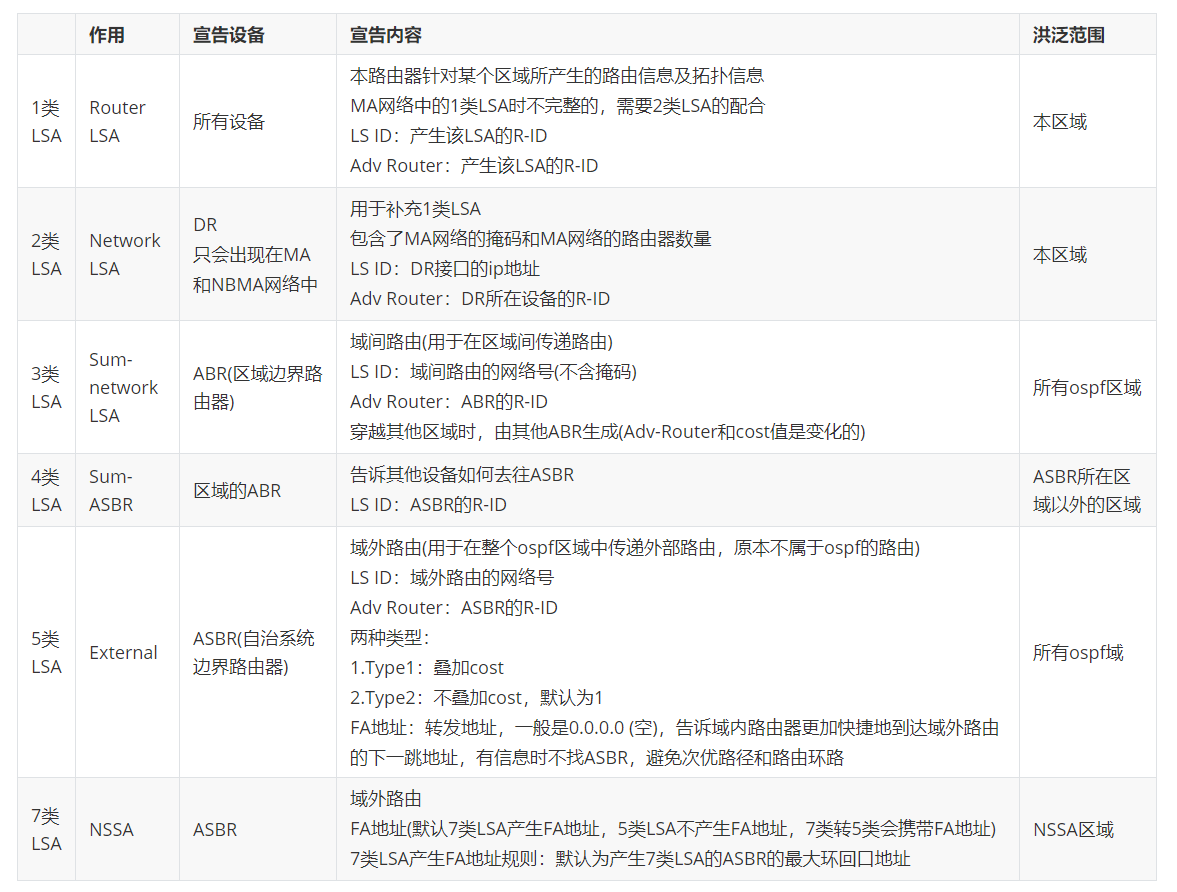 作用 宣告设备 宣告内容 洪泛范围
1类
LSA
Router
LSA
所有设备
本路由器针对某个区域所产生的路由信息及拓扑信息
MA网络中的1类LSA时不完整的，需要2类LSA的配合
LS ID：产生该LSA的R-ID
Adv Router：产生该LSA的R-ID
本区域
2类
LSA
Network
LSA
DR
只会出现在MA
和NBMA网络中
用于补充1类LSA
包含了MA网络的掩码和MA网络的路由器数量
LS ID：DR接口的ip地址
Adv Router：DR所在设备的R-ID
本区域
3类
LSA
Sum-
network
LSA
ABR(区域边界路
由器)
域间路由(用于在区域间传递路由)
LS ID：域间路由的网络号(不含掩码)
Adv Router：ABR的R-ID
穿越其他区域时，由其他ABR生成(Adv-Router和cost值是变化的)
所有ospf区域
4类
LSA
Sum-
ASBR
区域的ABR
告诉其他设备如何去往ASBR
LS ID：ASBR的R-ID
ASBR所在区
域以外的区域
5类
LSA
External
ASBR(自治系统
边界路由器)
域外路由(用于在整个ospf区域中传递外部路由，原本不属于ospf的路由)
LS ID：域外路由的网络号
Adv Router：ASBR的R-ID
两种类型：
1.Type1：叠加cost
2.Type2：不叠加cost，默认为1
FA地址：转发地址，一般是0.0.0.0 (空)，告诉域内路由器更加快捷地到达域外路由
的下一跳地址，有信息时不找ASBR，避免次优路径和路由环路
所有ospf域
7类
LSA
NSSA
ASBR
域外路由
FA地址(默认7类LSA产生FA地址，5类LSA不产生FA地址，7类转5类会携带FA地址)
7类LSA产生FA地址规则：默认为产生7类LSA的ASBR的最大环回口地址
NSSA区域